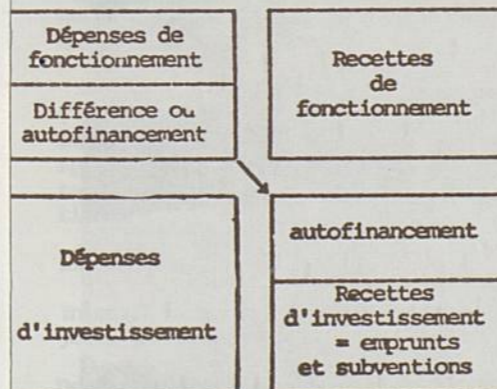 Dépenses de
fonctionnement
Différence ou
autofinancement
Recettes
de
fonctionnement
Dépenses
d'investissement
autofinancement
Recettes
d'investissement
= emprunts
et subventions